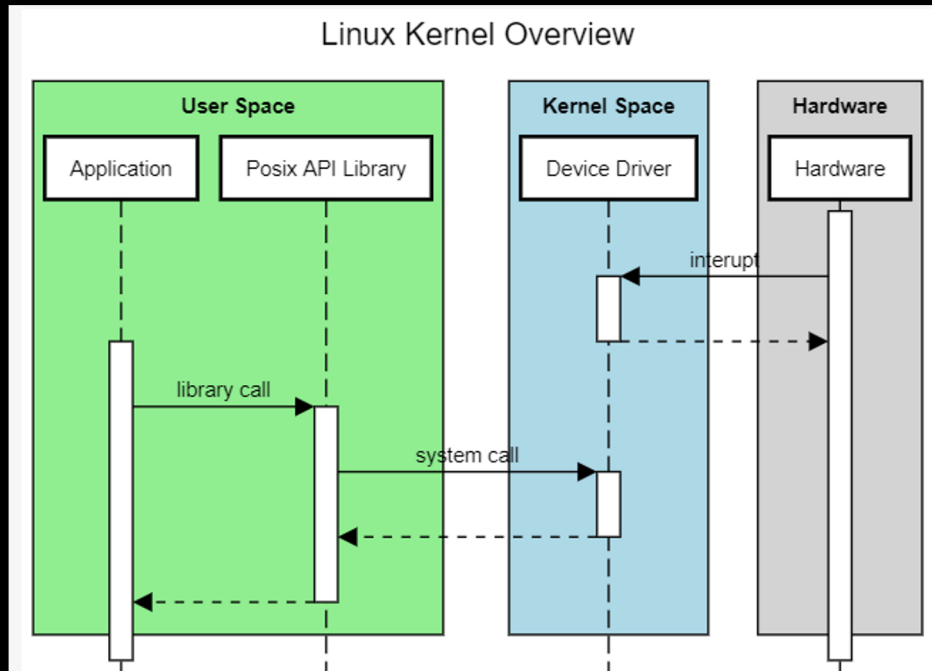 Linux Kernel Overview
User Space
Kernel Space
Hardware
Application
Posix API Library
Device Driver
Hardware
interupt
library call
system call